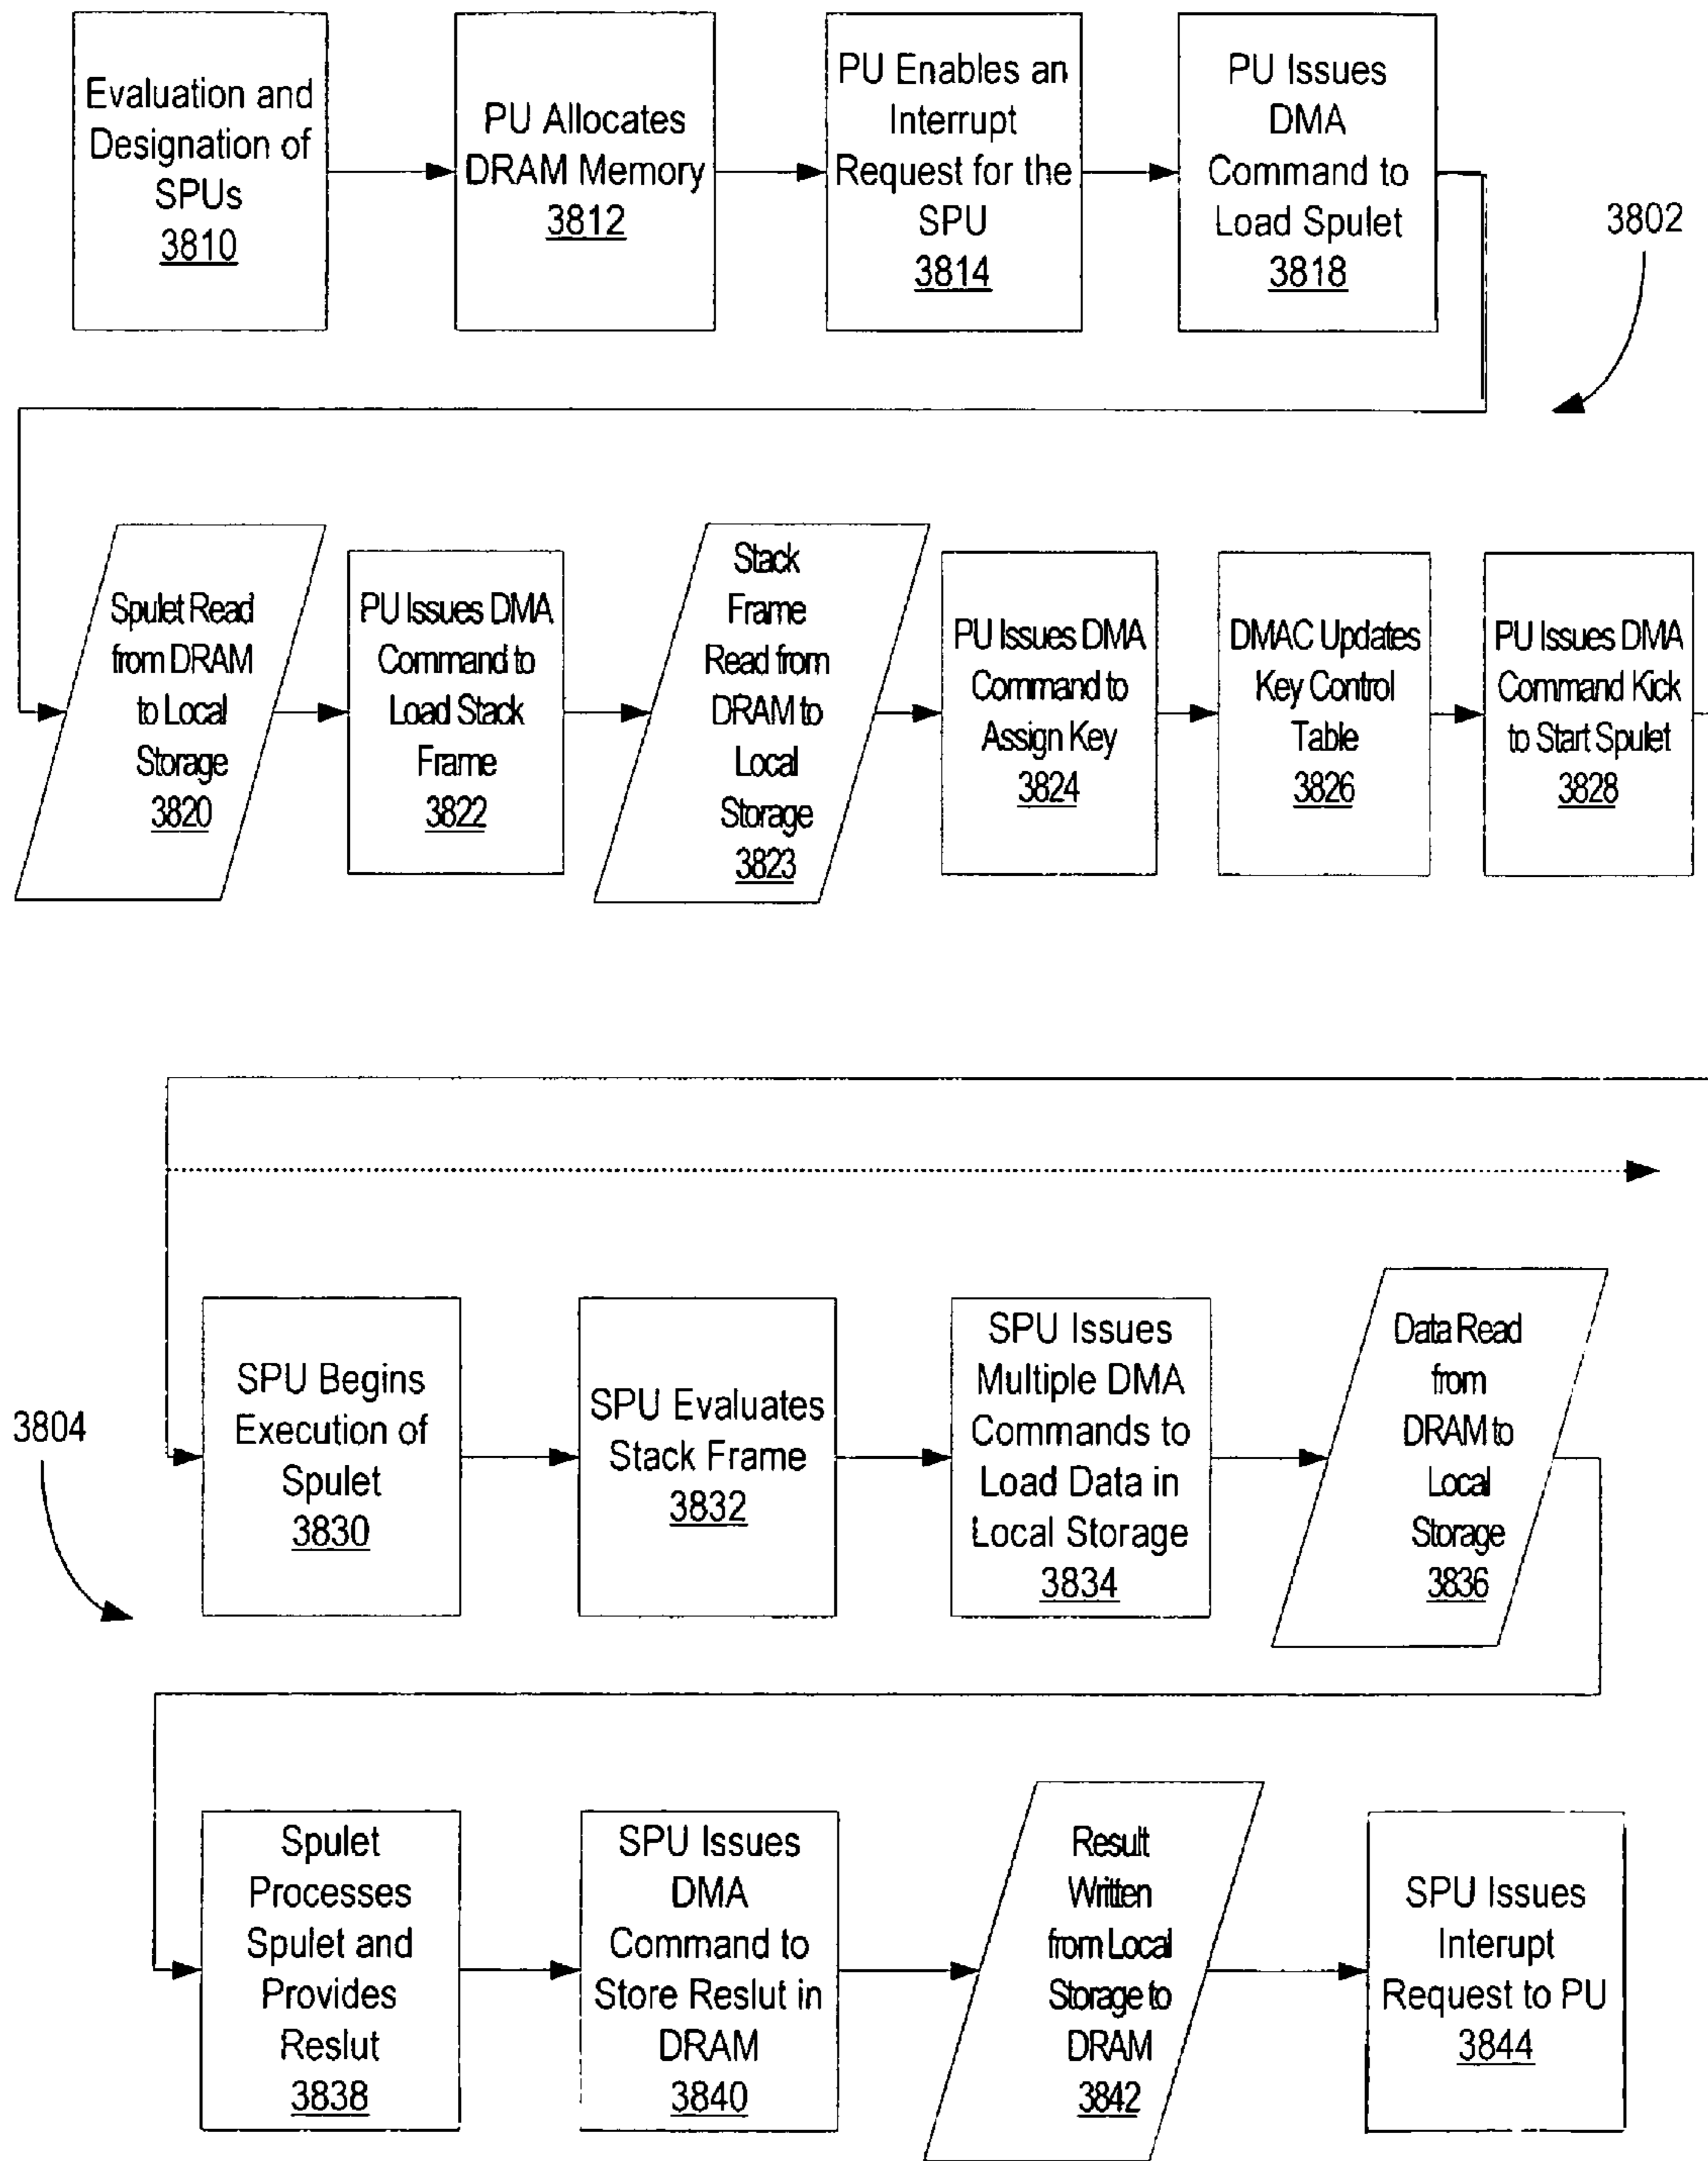 Evaluation and
Designation of
SPUs
3810
PU Allocates
DRAM Memory
3812
PU Enables an
Interrupt
Request for the
SPU
3814
PU Issues
DMA
Command to
Load Spulet
3818
3802
Spulet Read
from DRAM
to Local
Storage
3820
PU Issues DMA
Command to
Load Stack
Frame
3822
Stack
Frame
Read from
DRAM to
Local
Storage
3823
PU Issues DMA
Command to
Assign Key
3824
DMAC Updates
Key Control
Table
3826
PU Issues DMA
Command Kick
to Start Spulet
3828
3804
SPU Begins
Execution of
Spulet
3830
SPU Evaluates
Stack Frame
3832
SPU Issues
Multiple DMA
Commands to
Load Data in
Local Storage
3834
Data Read
from
DRAM to
Local
Storage
3836
Spulet
Processes
Spulet and
Provides
Reslut
3838
SPU Issues
DMA
Command to
Store Reslut in
DRAM
3840
Result
Written
from Local
Storage to
DRAM
3842
SPU Issues
Interupt
Request to PU
3844